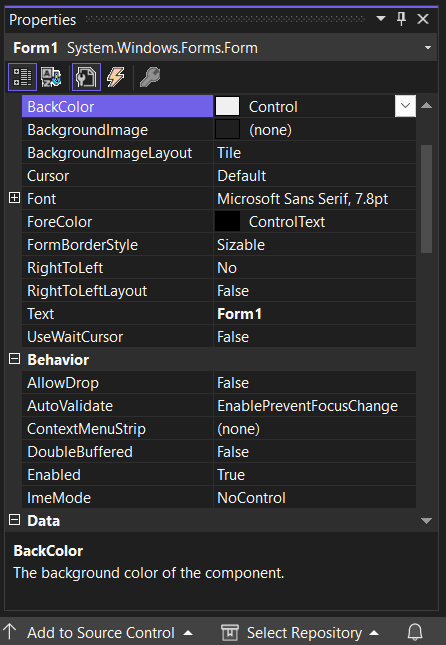 Properties
Form1 System.Windows.Forms.Form
BackColor Control
BackgroundImage (none)
BackgroundImageLayout Tile
Cursor Default
Font Microsoft Sans Serif, 7.8pt
ForeColor ControlText
FormBorderStyle Sizable
RightToLeft No
RightToLeftLayout False
Text Form1
UseWaitCursor False
Behavior
AllowDrop False
AutoValidate EnablePreventFocusChange
ContextMenuStrip (none)
DoubleBuffered False
Enabled True
ImeMode NoControl
Data
BackColor
The background color of the component.
Add to Source Control Select Repository